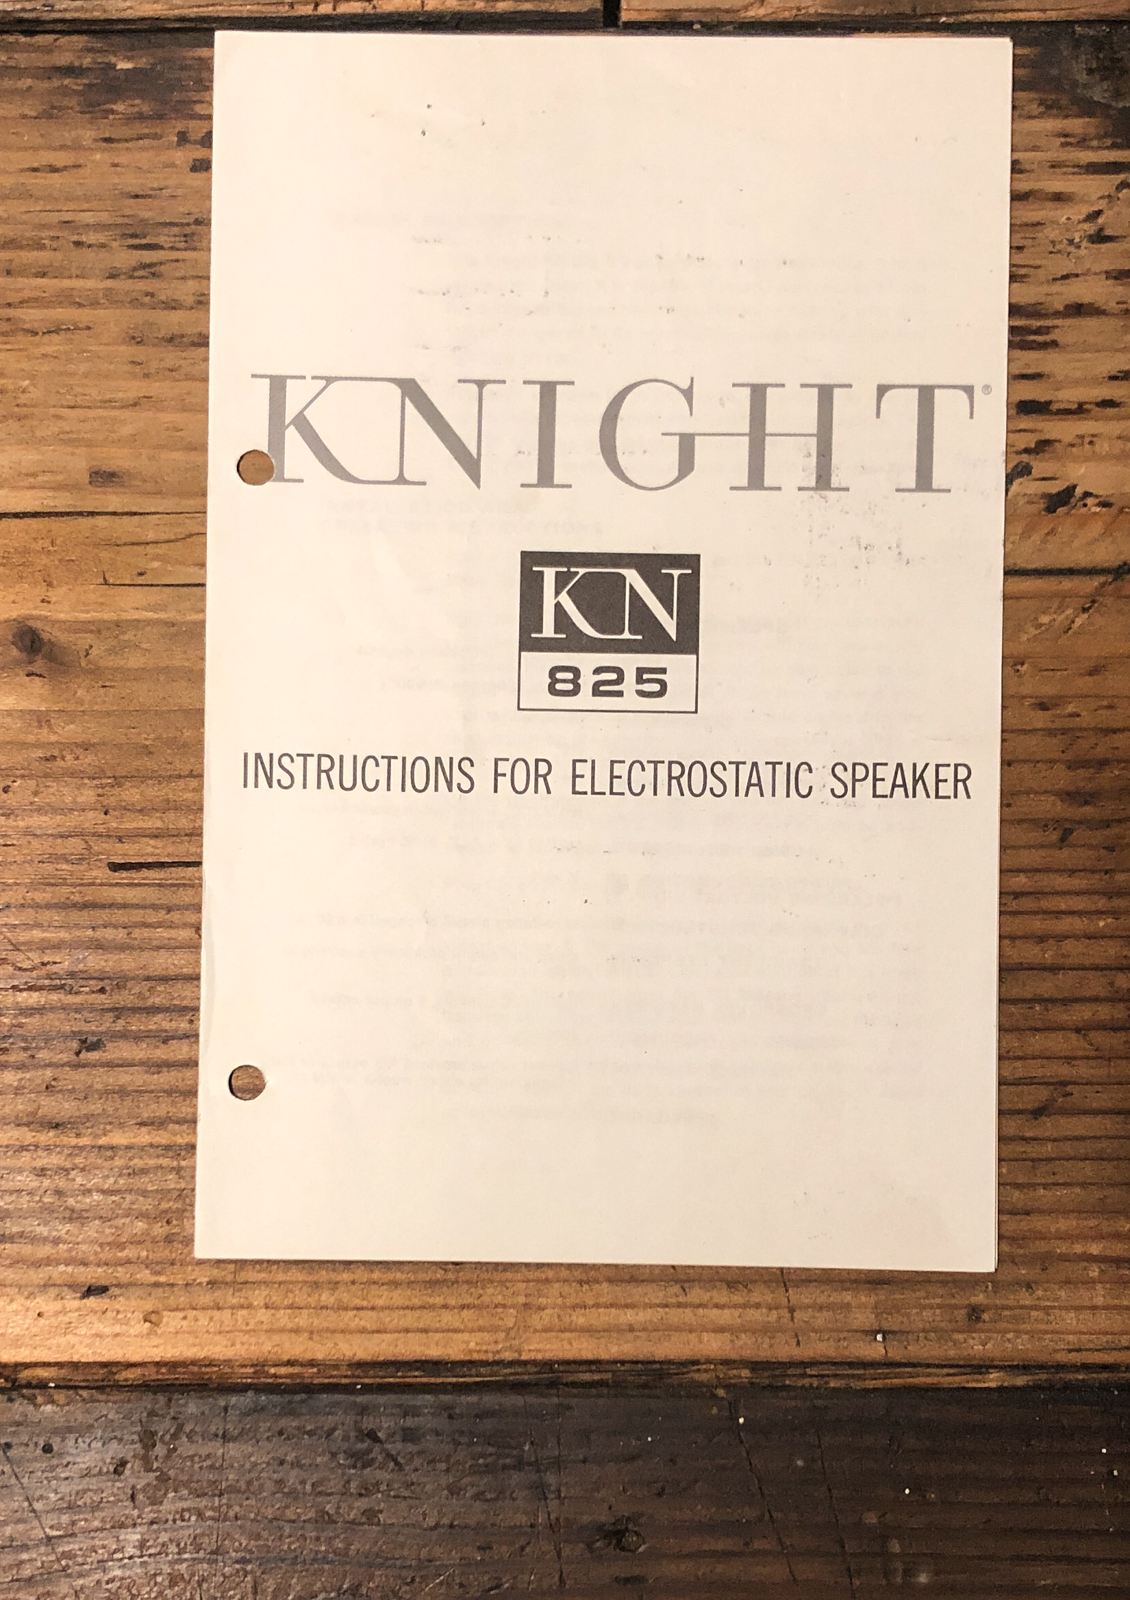 KNIGHT®
KN
825
INSTRUCTIONS FOR ELECTROSTATIC SPEAKER